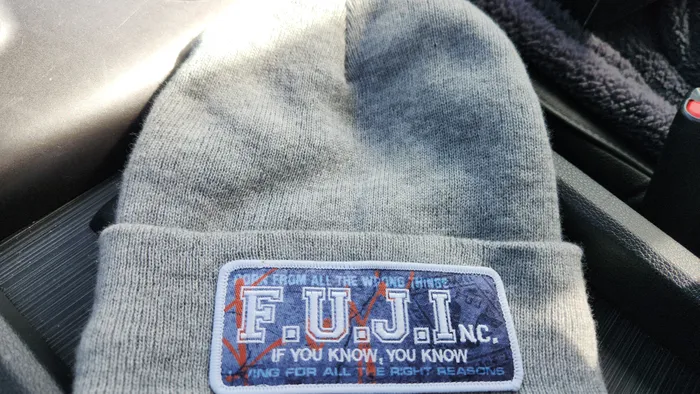 FROM ALL THE WRONG THINGS
F.U.J.INC.
IF YOU KNOW, YOU KNOW
FOR ALL THE RIGHT REASONS